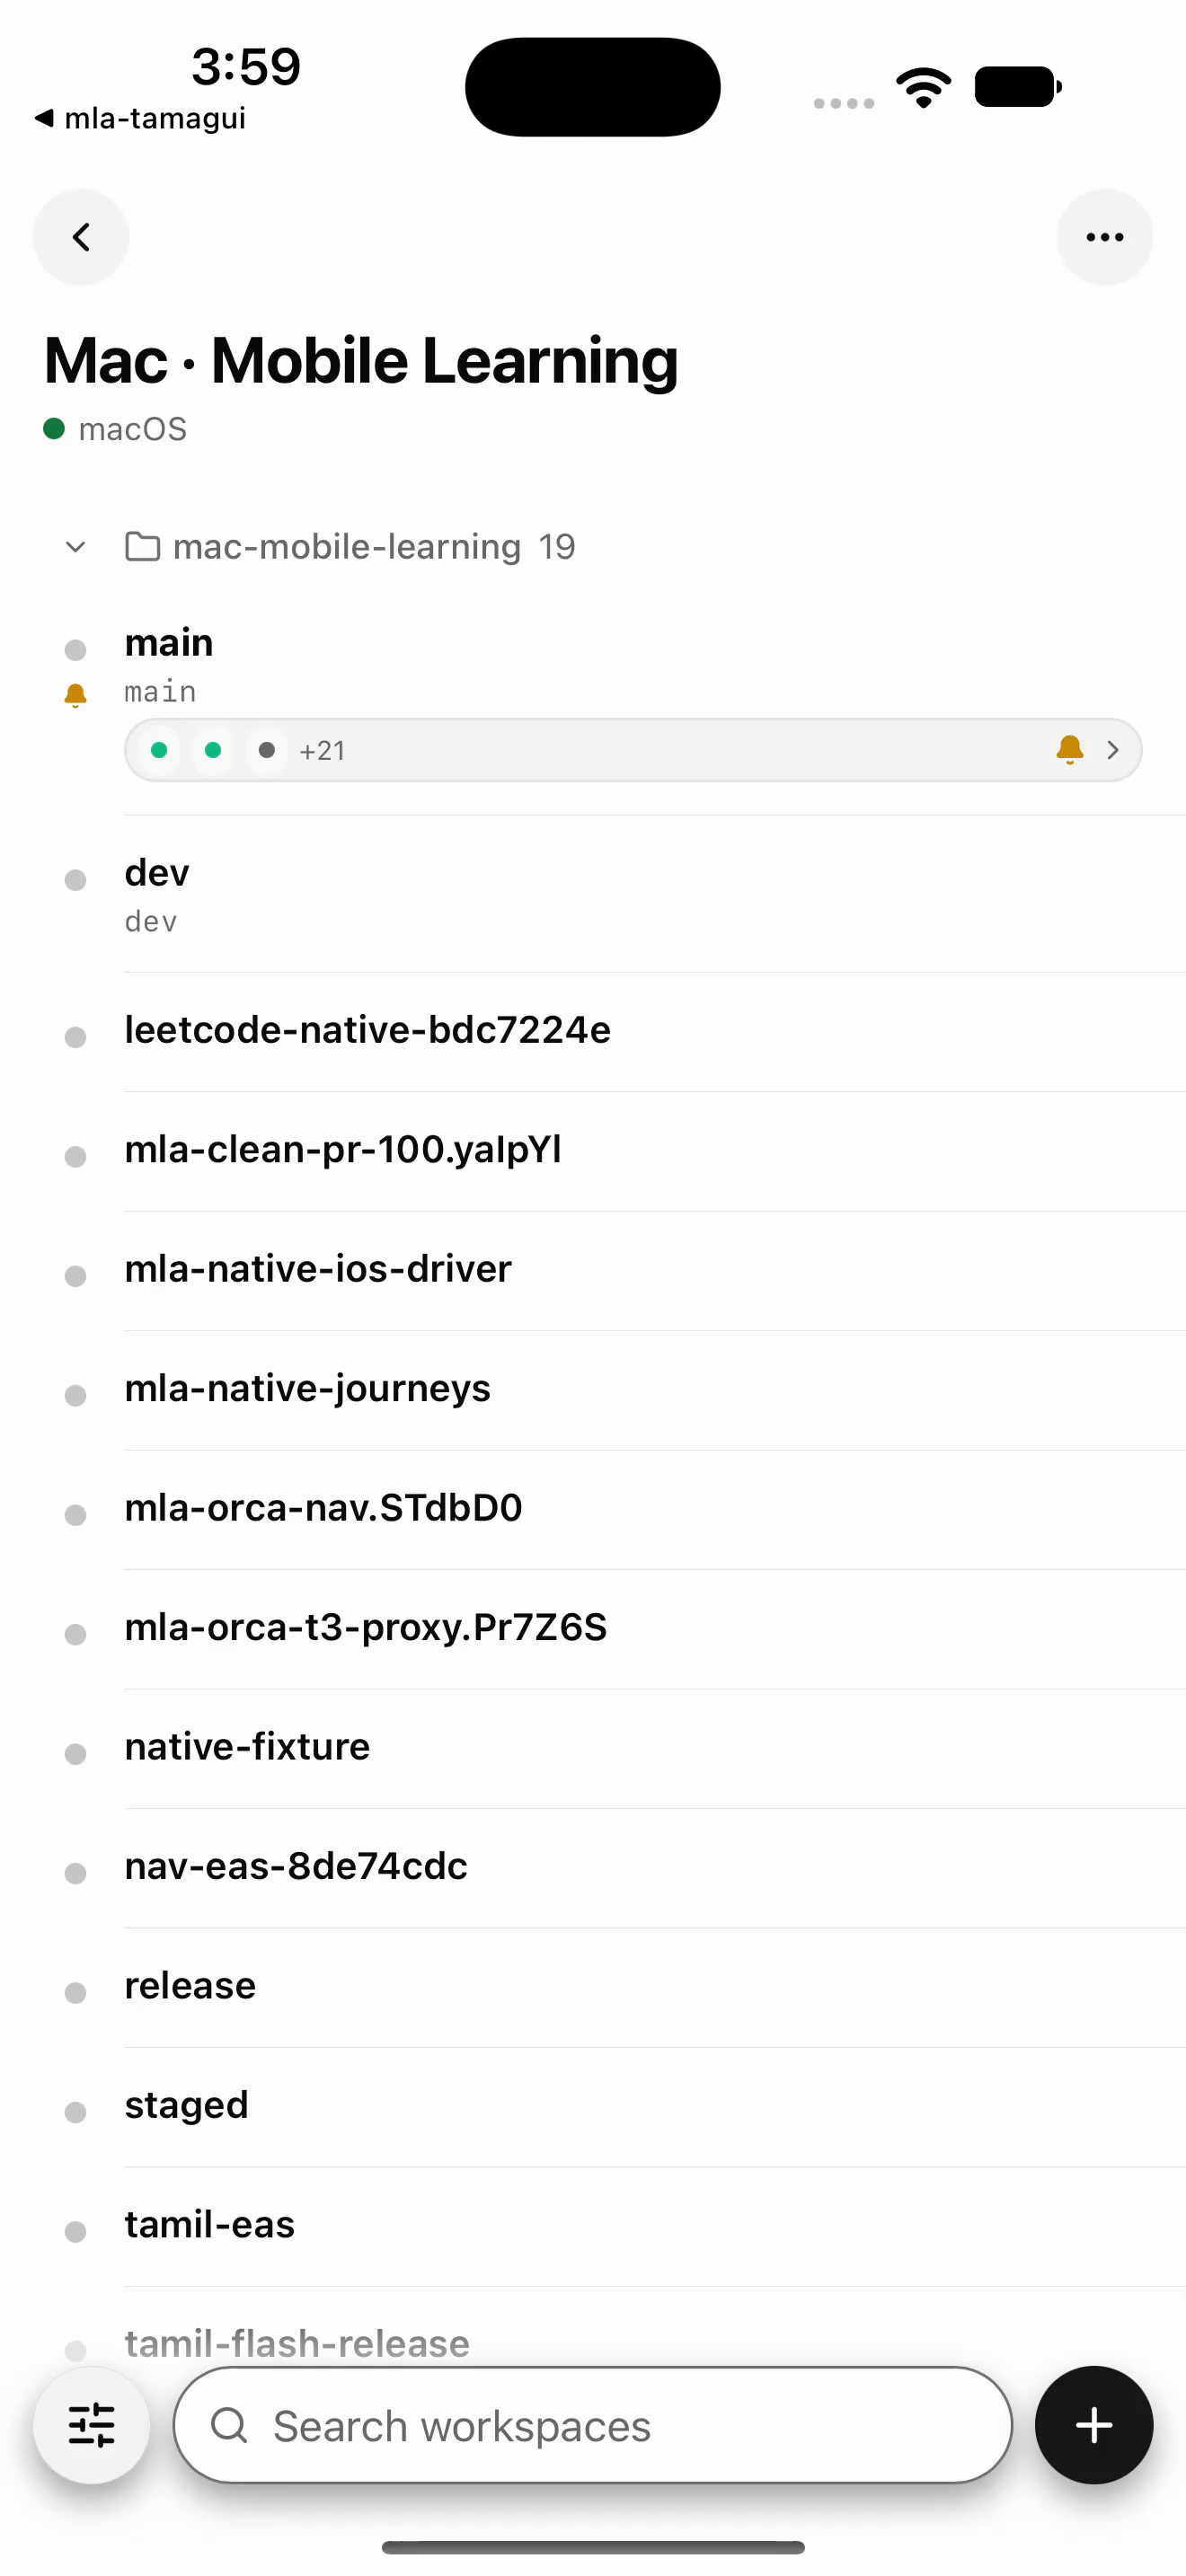 3:59
mla-tamagui
Mac · Mobile Learning
macOS
mac-mobile-learning 19
main
main
+21
dev
dev
leetcode-native-bdc7224e
mla-clean-pr-100.yaIpYl
mla-native-ios-driver
mla-native-journeys
mla-orca-nav.STdbD0
mla-orca-t3-proxy.Pr7Z6S
native-fixture
nav-eas-8de74cdc
release
staged
tamil-eas
tamil-flash-release
Search workspaces